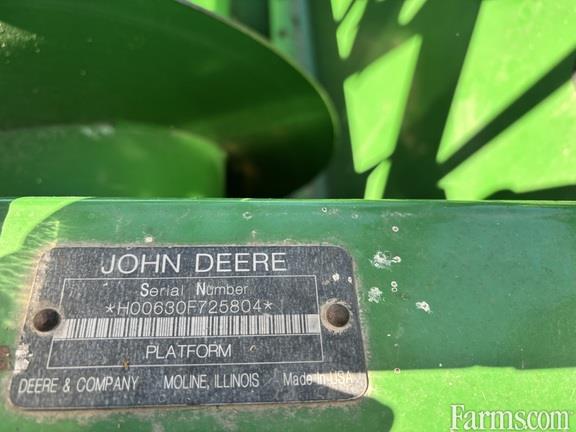 JOHN DEERE
Serial Number
*H00630F725804*
PLATFORM
DEERE & COMPANY MOLINE, ILLINOIS Made In USA
Farms.com